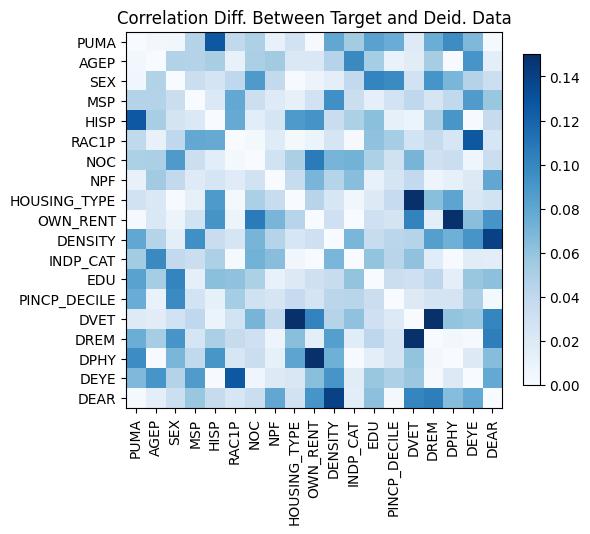 Correlation Diff. Between Target and Deid. Data
PUMA
AGEP
SEX
MSP
HISP
RAC1P
NOC
NPF
HOUSING_TYPE
OWN_RENT
DENSITY
INDP_CAT
EDU
PINCP_DECILE
DVET
DREM
DPHY
DEYE
DEAR
PUMA
AGEP
SEX
MSP
HISP
RAC1P
NOC
NPF
HOUSING_TYPE
OWN_RENT
DENSITY
INDP_CAT
EDU
PINCP_DECILE
DVET
DREM
DPHY
DEYE
DEAR
0.14
0.12
0.10
0.08
0.06
0.04
0.02
0.00